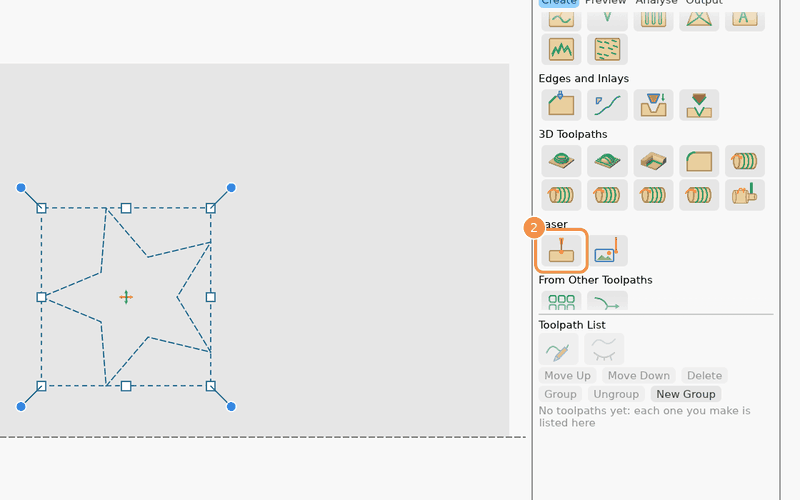 Create Preview Analyse Output
Edges and Inlays
3D Toolpaths
2
aser
From Other Toolpaths
Toolpath List
Move Up Move Down Delete
Group Ungroup New Group
No toolpaths yet: each one you make is
listed here